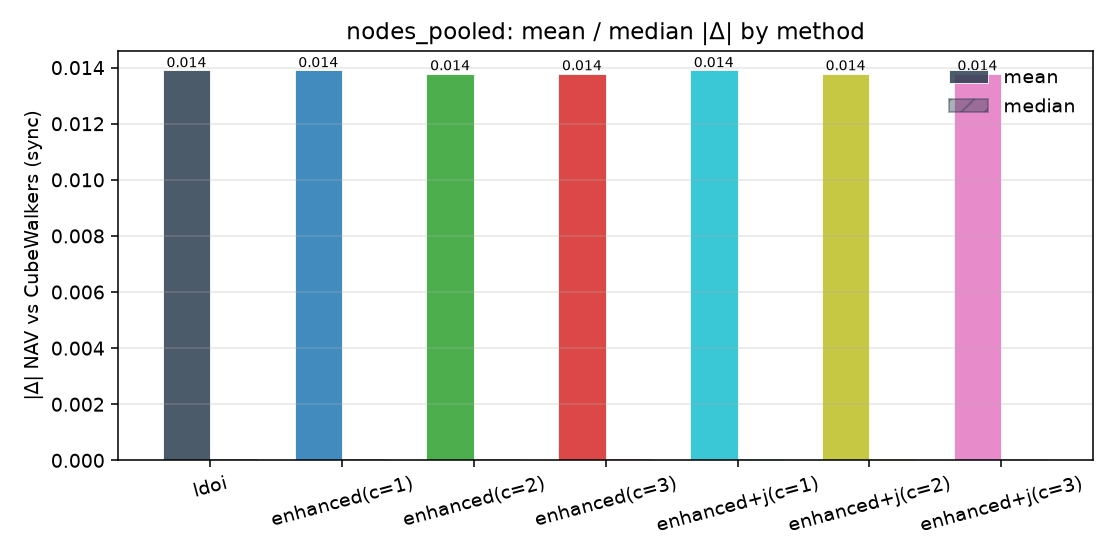 nodes_pooled: mean / median |Δ| by method
|Δ| NAV vs CubeWalkers (sync)
0.014
0.012
0.010
0.008
0.006
0.004
0.002
0.000
0.014
0.014
0.014
0.014
0.014
0.014
0.014
mean
median
ldoi
enhanced(c=1)
enhanced(c=2)
enhanced(c=3)
enhanced+j(c=1)
enhanced+j(c=2)
enhanced+j(c=3)